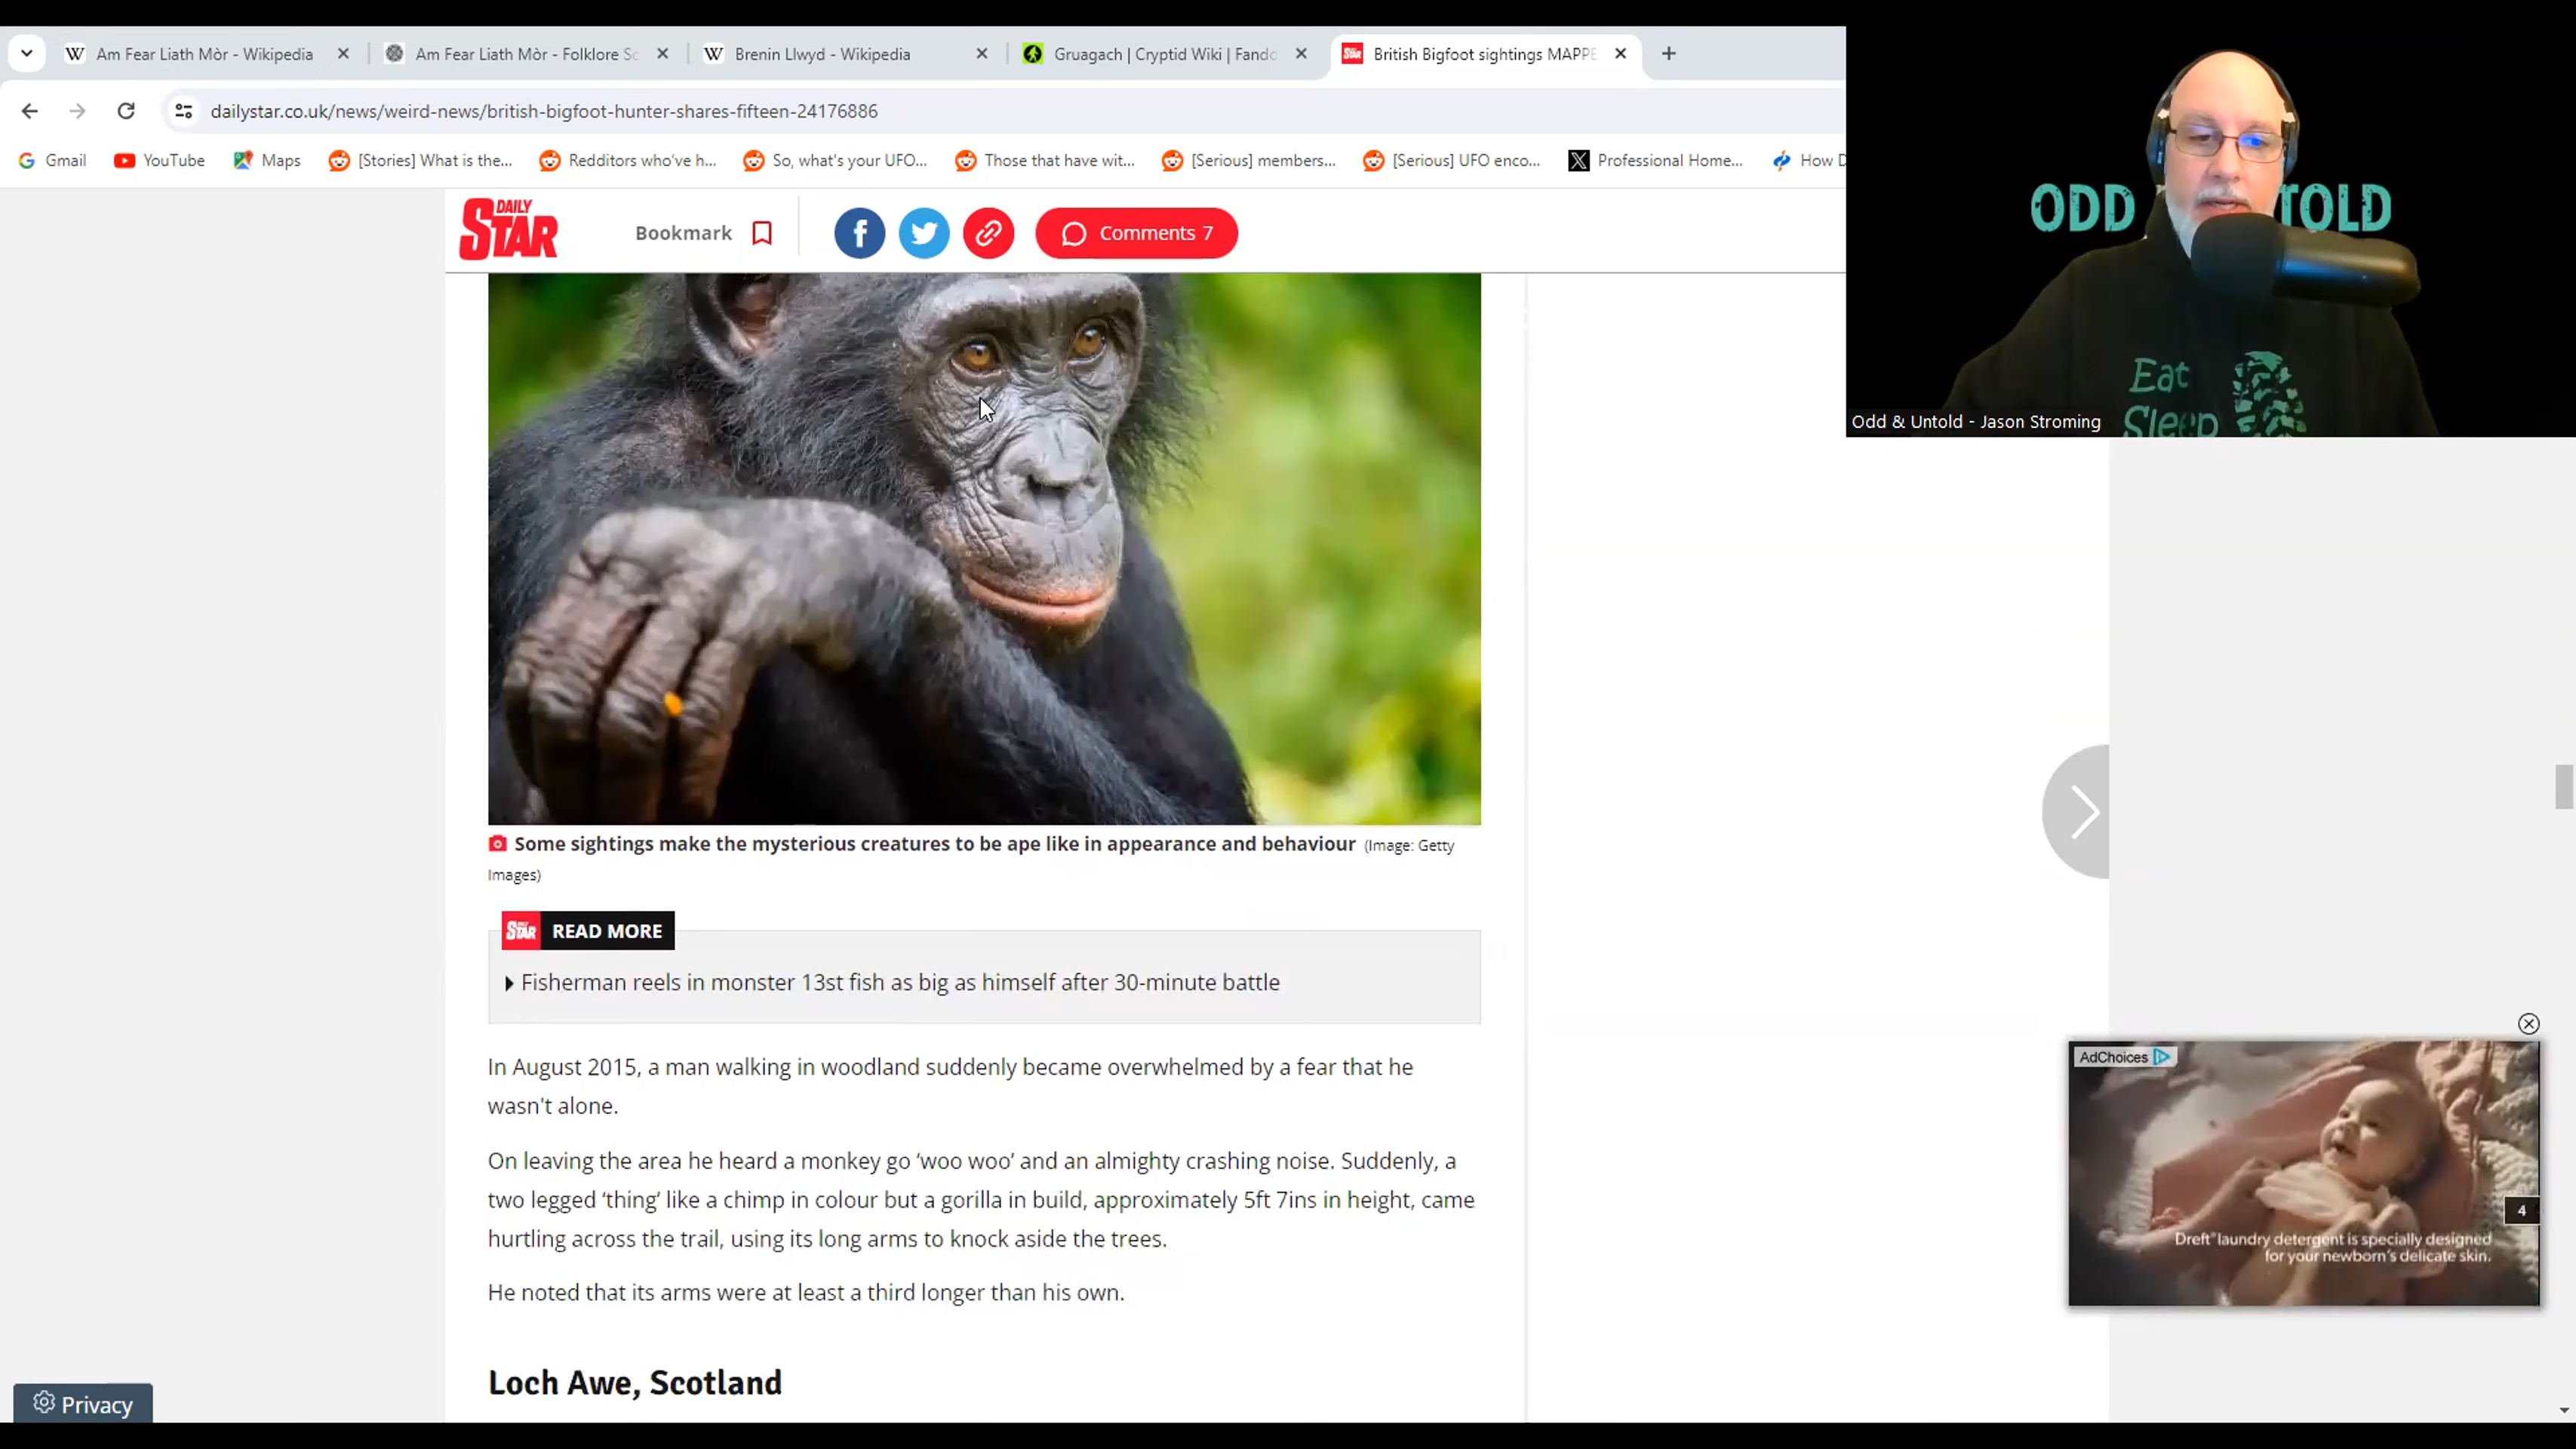 Am Fear Liath Mòr - Wikipedia
Am Fear Liath Mòr - Folklore Sc
Brenin Llwyd - Wikipedia
Gruagach | Cryptid Wiki | Fando
British Bigfoot sightings MAPPE
dailystar.co.uk/news/weird-news/british-bigfoot-hunter-shares-fifteen-24176886
Gmail
YouTube
Maps
[Stories] What is the...
Redditors who've h...
So, what's your UFO...
Those that have wit...
[Serious] members...
[Serious] UFO enco...
Professional Home...
How D
ODD
TOLD
Eat
Sleep
Odd & Untold - Jason Stroming
DAILY
STAR
Bookmark
Comments 7
Some sightings make the mysterious creatures to be ape like in appearance and behaviour (Image: Getty
Images)
STAR READ MORE
Fisherman reels in monster 13st fish as big as himself after 30-minute battle
In August 2015, a man walking in woodland suddenly became overwhelmed by a fear that he
wasn't alone.
On leaving the area he heard a monkey go ‘woo woo’ and an almighty crashing noise. Suddenly, a
two legged ‘thing’ like a chimp in colour but a gorilla in build, approximately 5ft 7ins in height, came
hurtling across the trail, using its long arms to knock aside the trees.
He noted that its arms were at least a third longer than his own.
Loch Awe, Scotland
AdChoices
4
Dreft® laundry detergent is specially designed
for your newborn's delicate skin.
Privacy